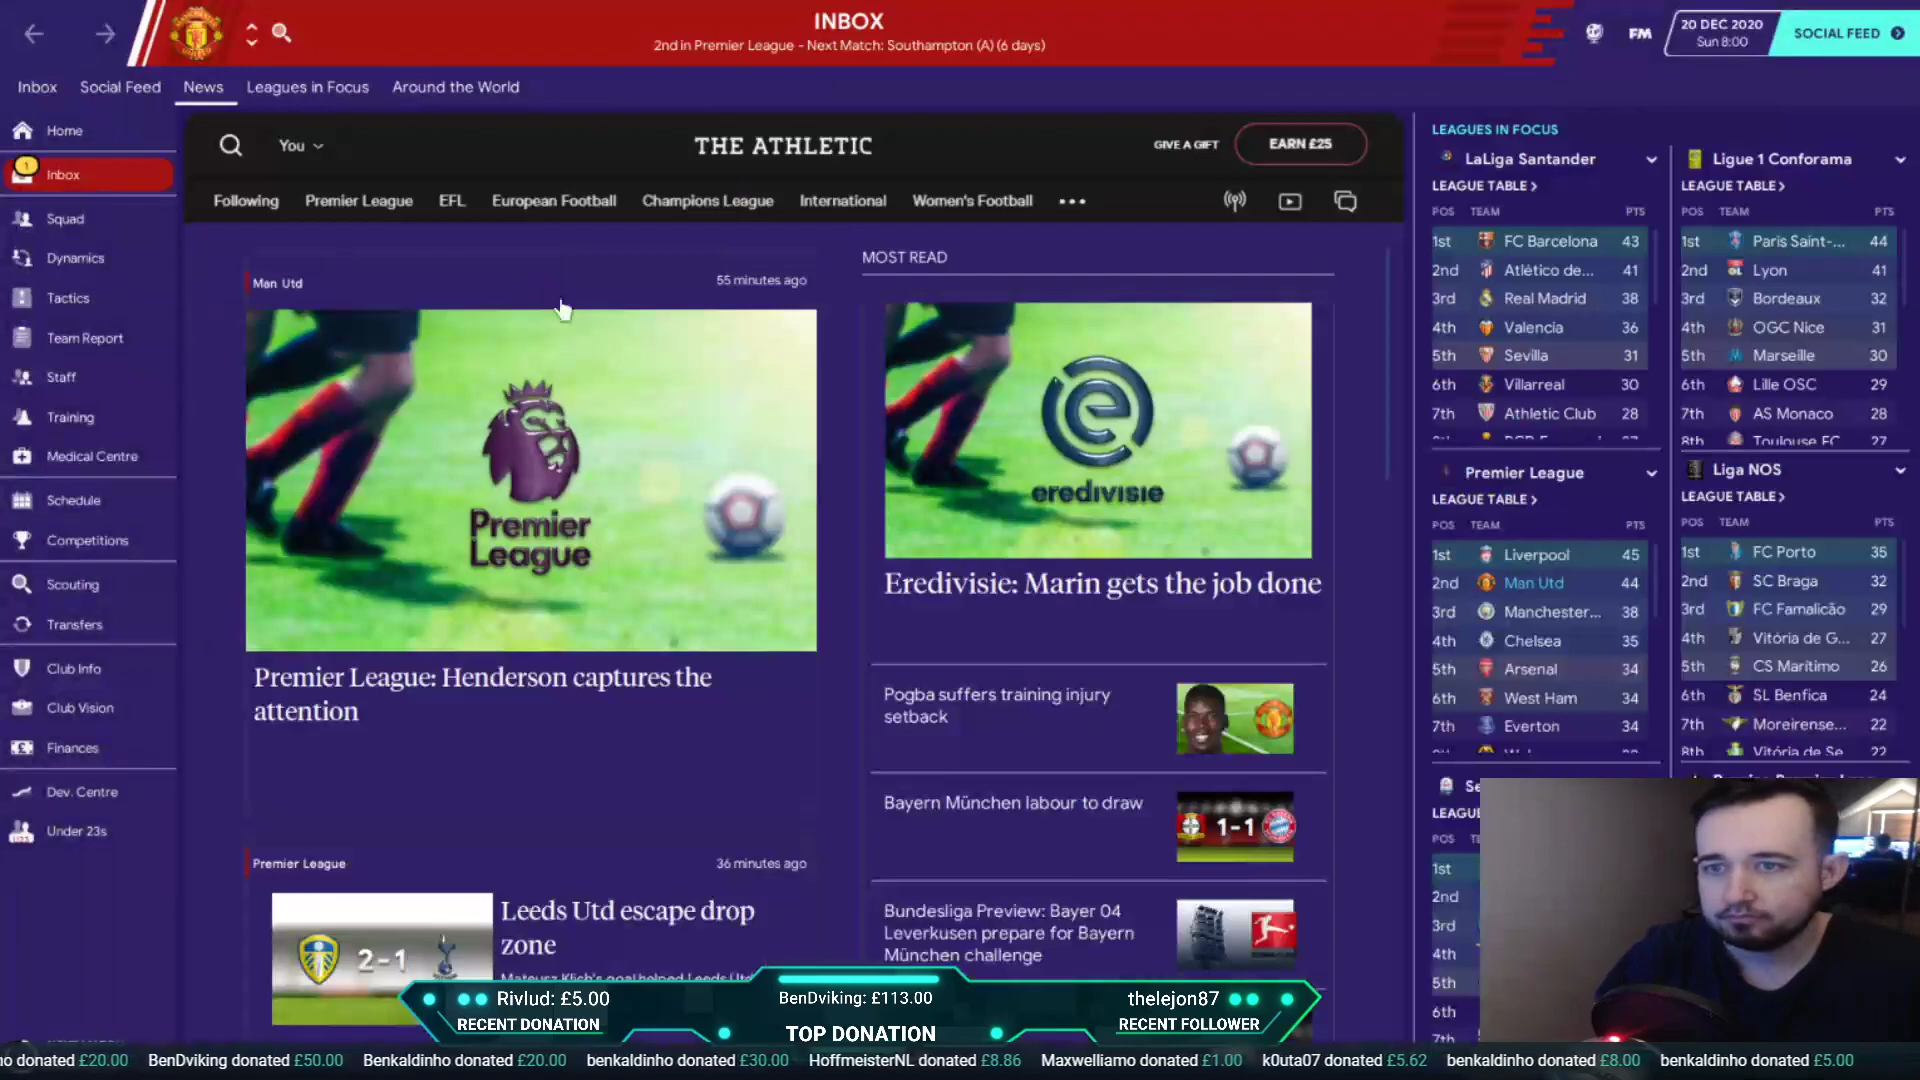 INBOX
2nd in Premier League - Next Match: Southampton (A) (6 days)
FM
20 DEC 2020
Sun 8:00
SOCIAL FEED
Inbox Social Feed News Leagues in Focus Around the World
Home
1
Inbox
Squad
Dynamics
Tactics
Team Report
Staff
Training
Medical Centre
Schedule
Competitions
Scouting
Transfers
Club Info
Club Vision
Finances
Dev. Centre
Under 23s
You
THE ATHLETIC
GIVE A GIFT
EARN £25
Following Premier League EFL European Football Champions League International Women's Football
Man Utd
55 minutes ago
Premier
League
Premier League: Henderson captures the
attention
Premier League
36 minutes ago
2-1
Leeds Utd escape drop
zone
MOST READ
eredivisie
Eredivisie: Marin gets the job done
Pogba suffers training injury
setback
Bayern München labour to draw
1-1
Bundesliga Preview: Bayer 04
Leverkusen prepare for Bayern
München challenge
LEAGUES IN FOCUS
LaLiga Santander
LEAGUE TABLE >
POS TEAM PTS
1st FC Barcelona 43
2nd Atlético de... 41
3rd Real Madrid 38
4th Valencia 36
5th Sevilla 31
6th Villarreal 30
7th Athletic Club 28
Ligue 1 Conforama
LEAGUE TABLE >
POS TEAM PTS
1st Paris Saint-... 44
2nd Lyon 41
3rd Bordeaux 32
4th OGC Nice 31
5th Marseille 30
6th Lille OSC 29
7th AS Monaco 28
8th Toulouse FC 27
Premier League
LEAGUE TABLE >
POS TEAM PTS
1st Liverpool 45
2nd Man Utd 44
3rd Manchester... 38
4th Chelsea 35
5th Arsenal 34
6th West Ham 34
7th Everton 34
Liga NOS
LEAGUE TABLE >
POS TEAM PTS
1st FC Porto 35
2nd SC Braga 32
3rd FC Famalicão 29
4th Vitória de G... 27
5th CS Marítimo 26
6th SL Benfica 24
7th Moreirense... 22
8th Vitória de Se 22
Se
LEAGU
POS TE
1st
2nd
3rd
4th
5th
6th
7th
Rivlud: £5.00
RECENT DONATION
BenDviking: £113.00
TOP DONATION
thelejon87
RECENT FOLLOWER
no donated £20.00 BenDviking donated £50.00 Benkaldinho donated £20.00 benkaldinho donated £30.00 HoffmeisterNL donated £8.86 Maxwelliamo donated £1.00 k0uta07 donated £5.62 benkaldinho donated £8.00 benkaldinho donated £5.00